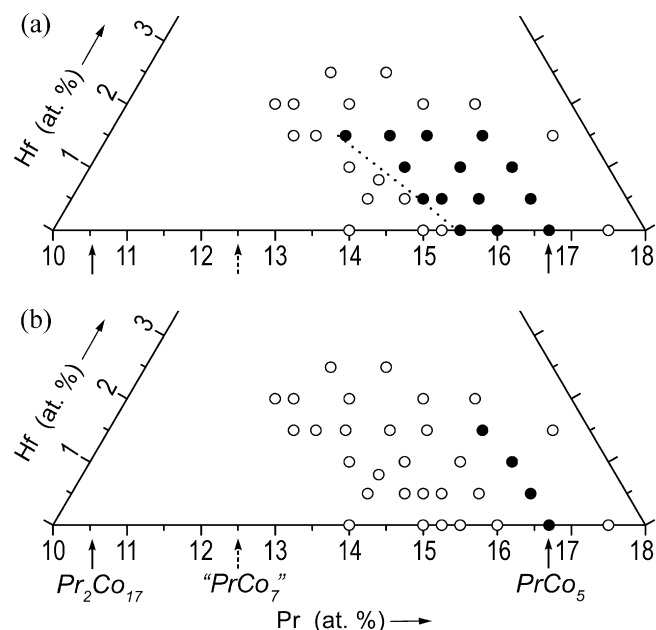 (a)
Hf (at. %)
3
2
1
10 11 12 13 14 15 16 17 18
(b)
Hf (at. %)
3
2
1
10 11 12 13 14 15 16 17 18
Pr₂Co₁₇ “PrCo₇” PrCo₅
Pr (at. %)